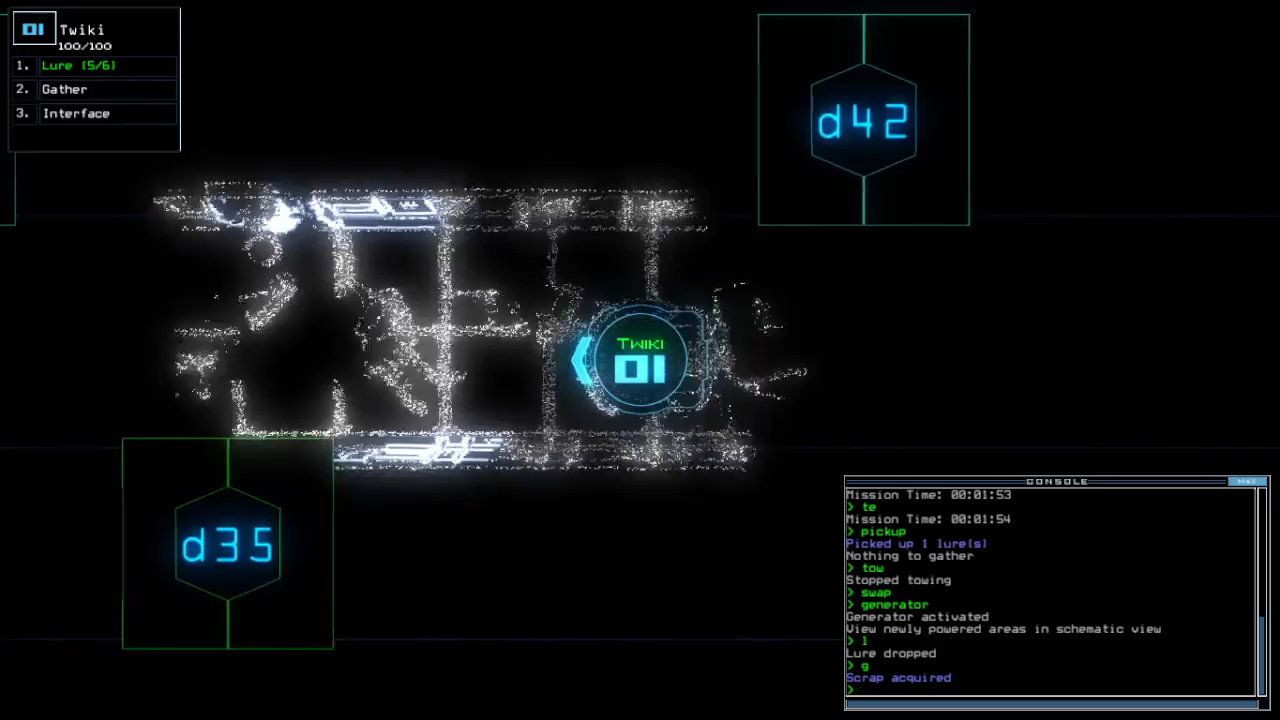 01 Twiki
100/100
1. Lure (5/6)
2. Gather
3. Interface
d42
TWIKI
01
d35
CONSOLE
MAX
Mission Time: 00:01:53
> te
Mission Time: 00:01:54
> pickup
Picked up 1 lure(s)
Nothing to gather
> tow
Stopped towing
> swap
> generator
Generator activated
View newly powered areas in schematic view
> l
Lure dropped
> g
Scrap acquired
>